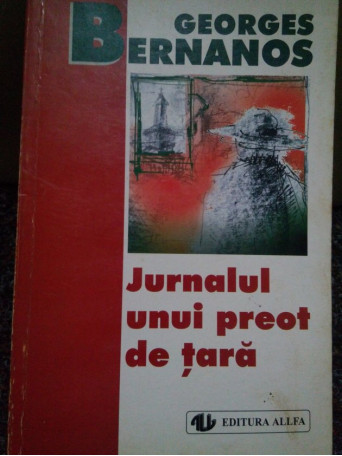 GEORGES
BERNANOS
Jurnalul
unui preot
de țară
EDITURA ALLFA